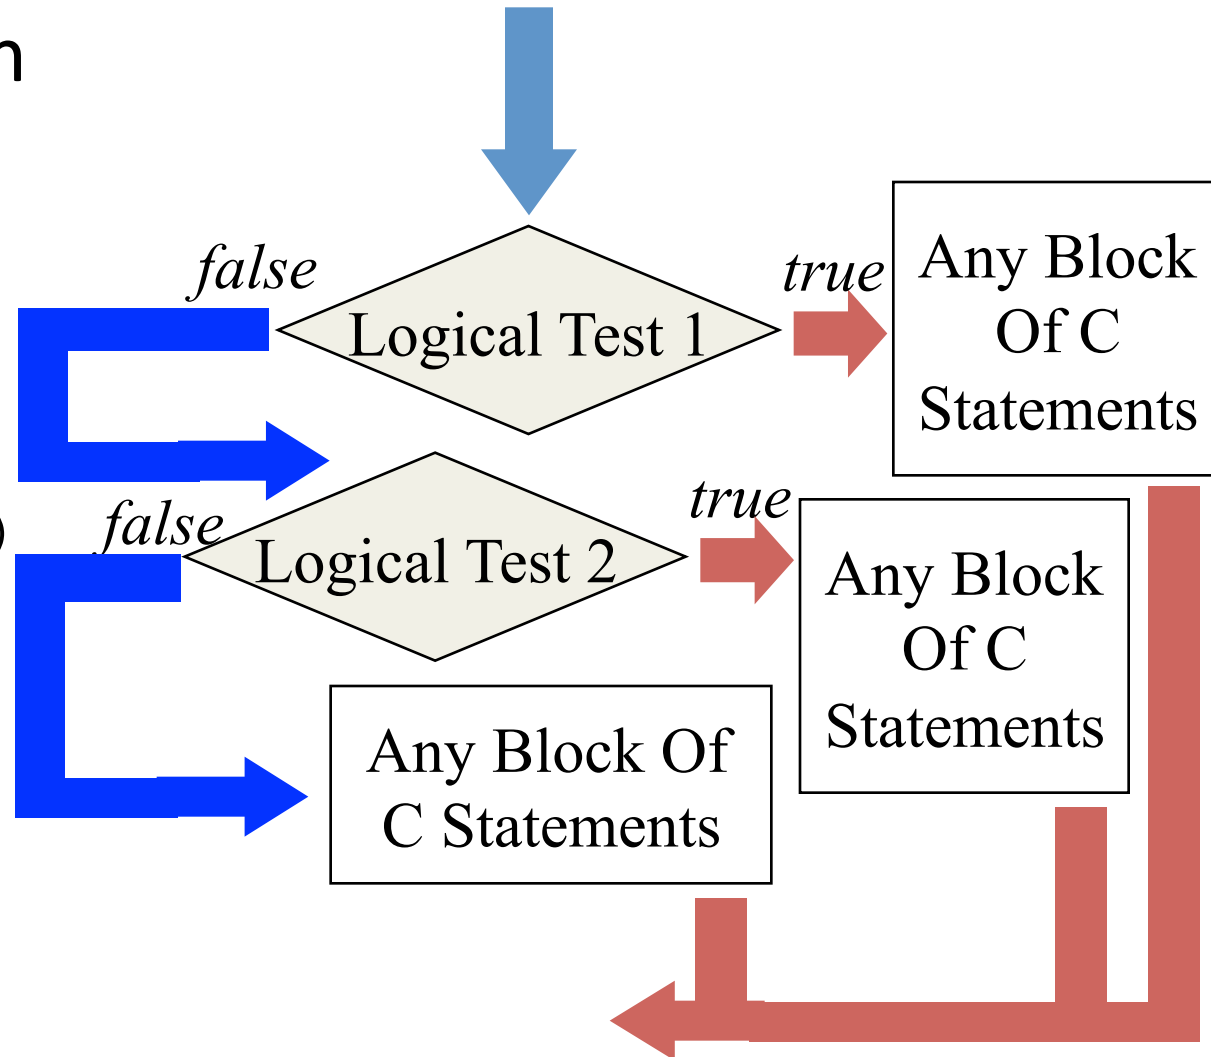 n
false
true
Logical Test 1
Any Block
Of C
Statements
)
false
true
Logical Test 2
Any Block
Of C
Statements
Any Block Of
C Statements